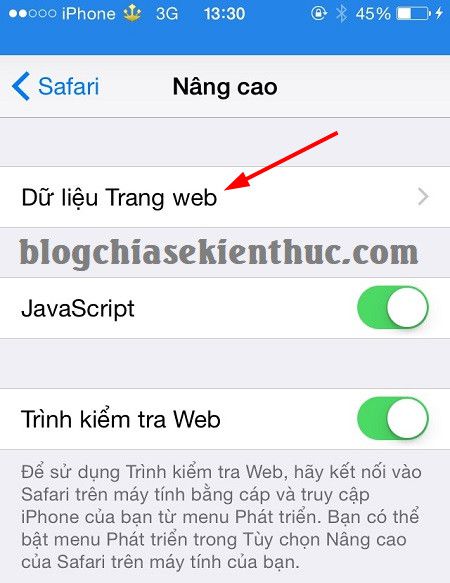 iPhone 3G 13:30 45%
Safari Nâng cao
Dữ liệu Trang web
blogchiasekienthuc.com
JavaScript
Trình kiểm tra Web
Để sử dụng Trình kiểm tra Web, hãy kết nối vào
Safari trên máy tính bằng cáp và truy cập
iPhone của bạn từ menu Phát triển. Bạn có thể
bật menu Phát triển trong Tùy chọn Nâng cao
của Safari trên máy tính của bạn.